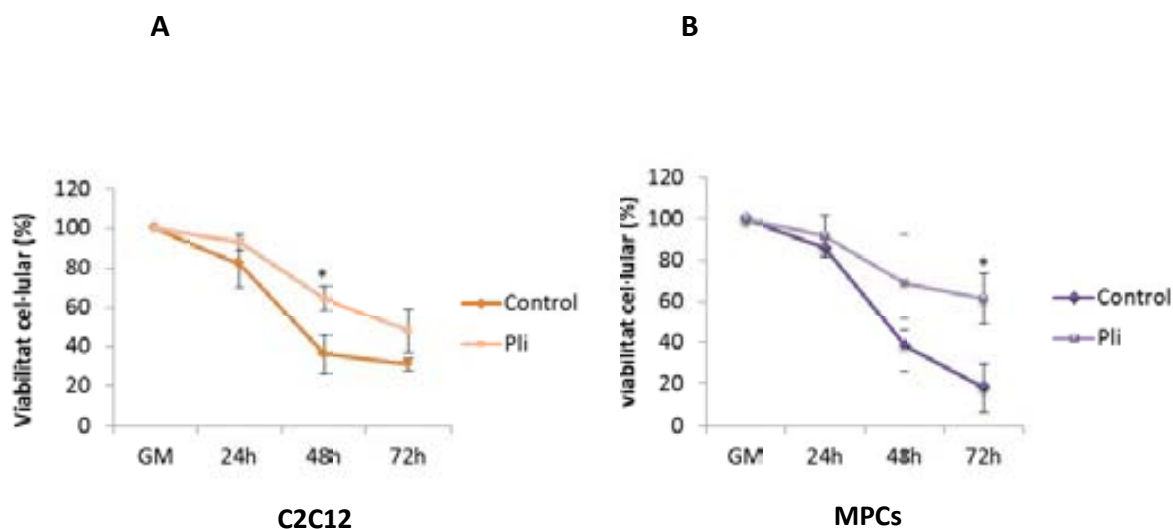 A
B
120
100
80
60
40
20
0
Viabilitat cel·lular (%)
*
GM 24h 48h 72h
Control
Pli
C2C12
120
100
80
60
40
20
0
viabilitat cel·lular (%)
*
GM 24h 48h 72h
Control
Pli
MPCs